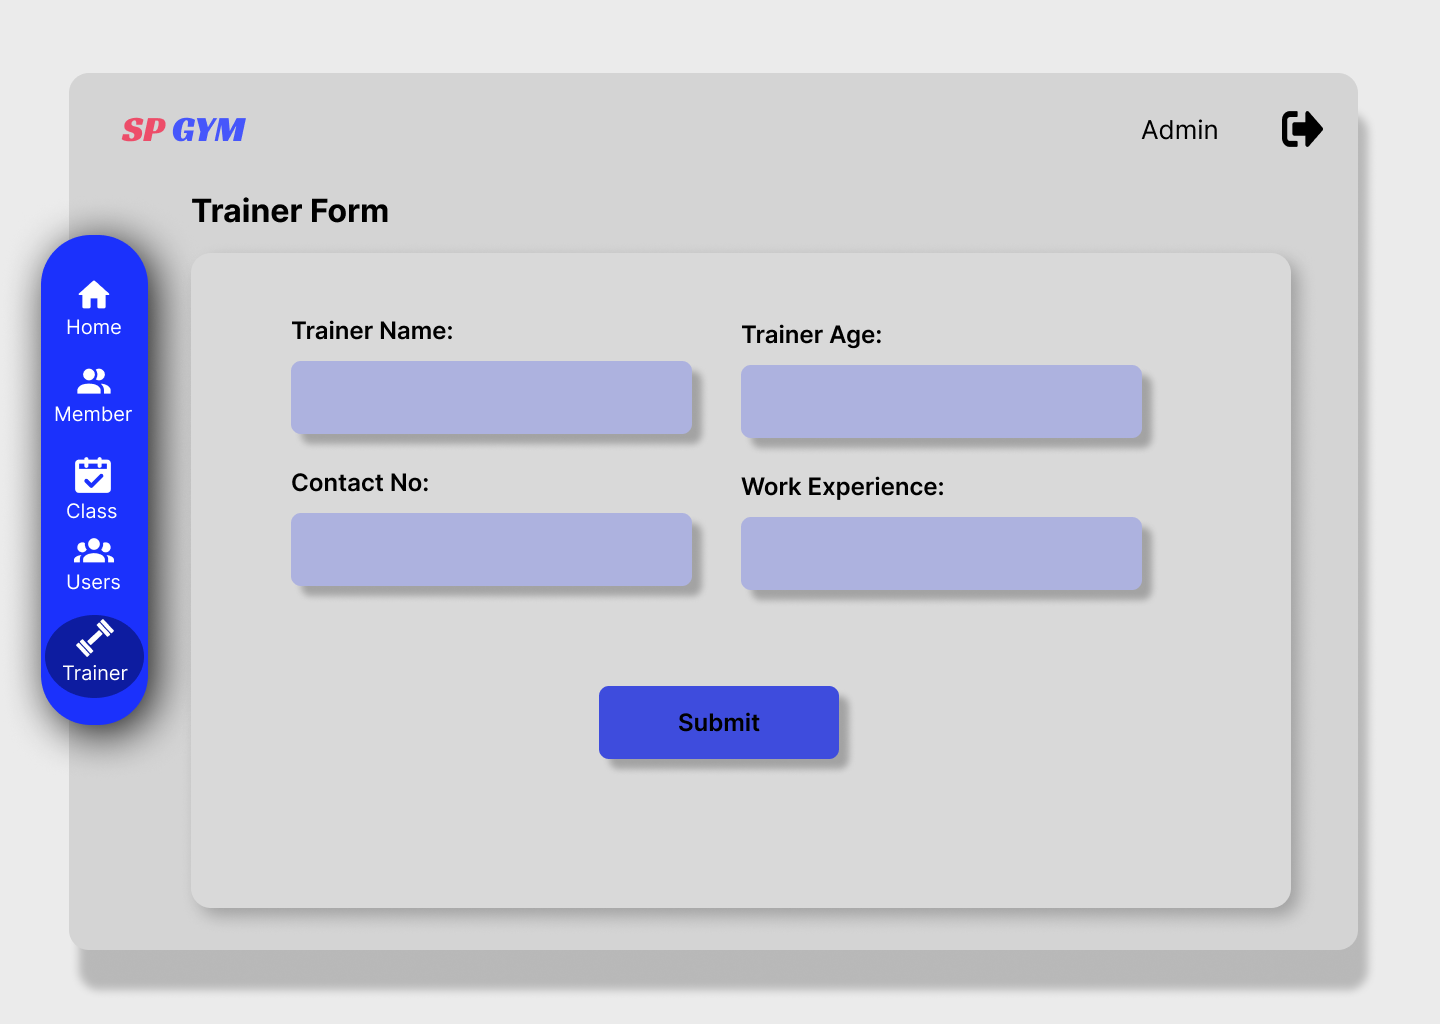 SP GYM
Admin
Trainer Form
Home
Member
Class
Users
Trainer
Trainer Name:
Trainer Age:
Contact No:
Work Experience:
Submit